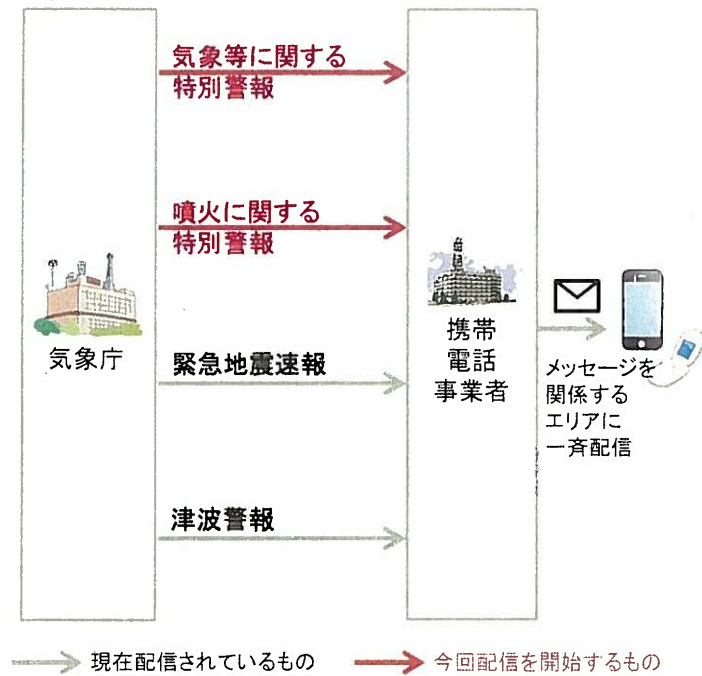 気象等に関する
特別警報
噴火に関する
特別警報
気象庁
緊急地震速報
津波警報
携帯
電話
事業者
メッセージを
関係する
エリアに
一斉配信
現在配信されているもの
今回配信を開始するもの